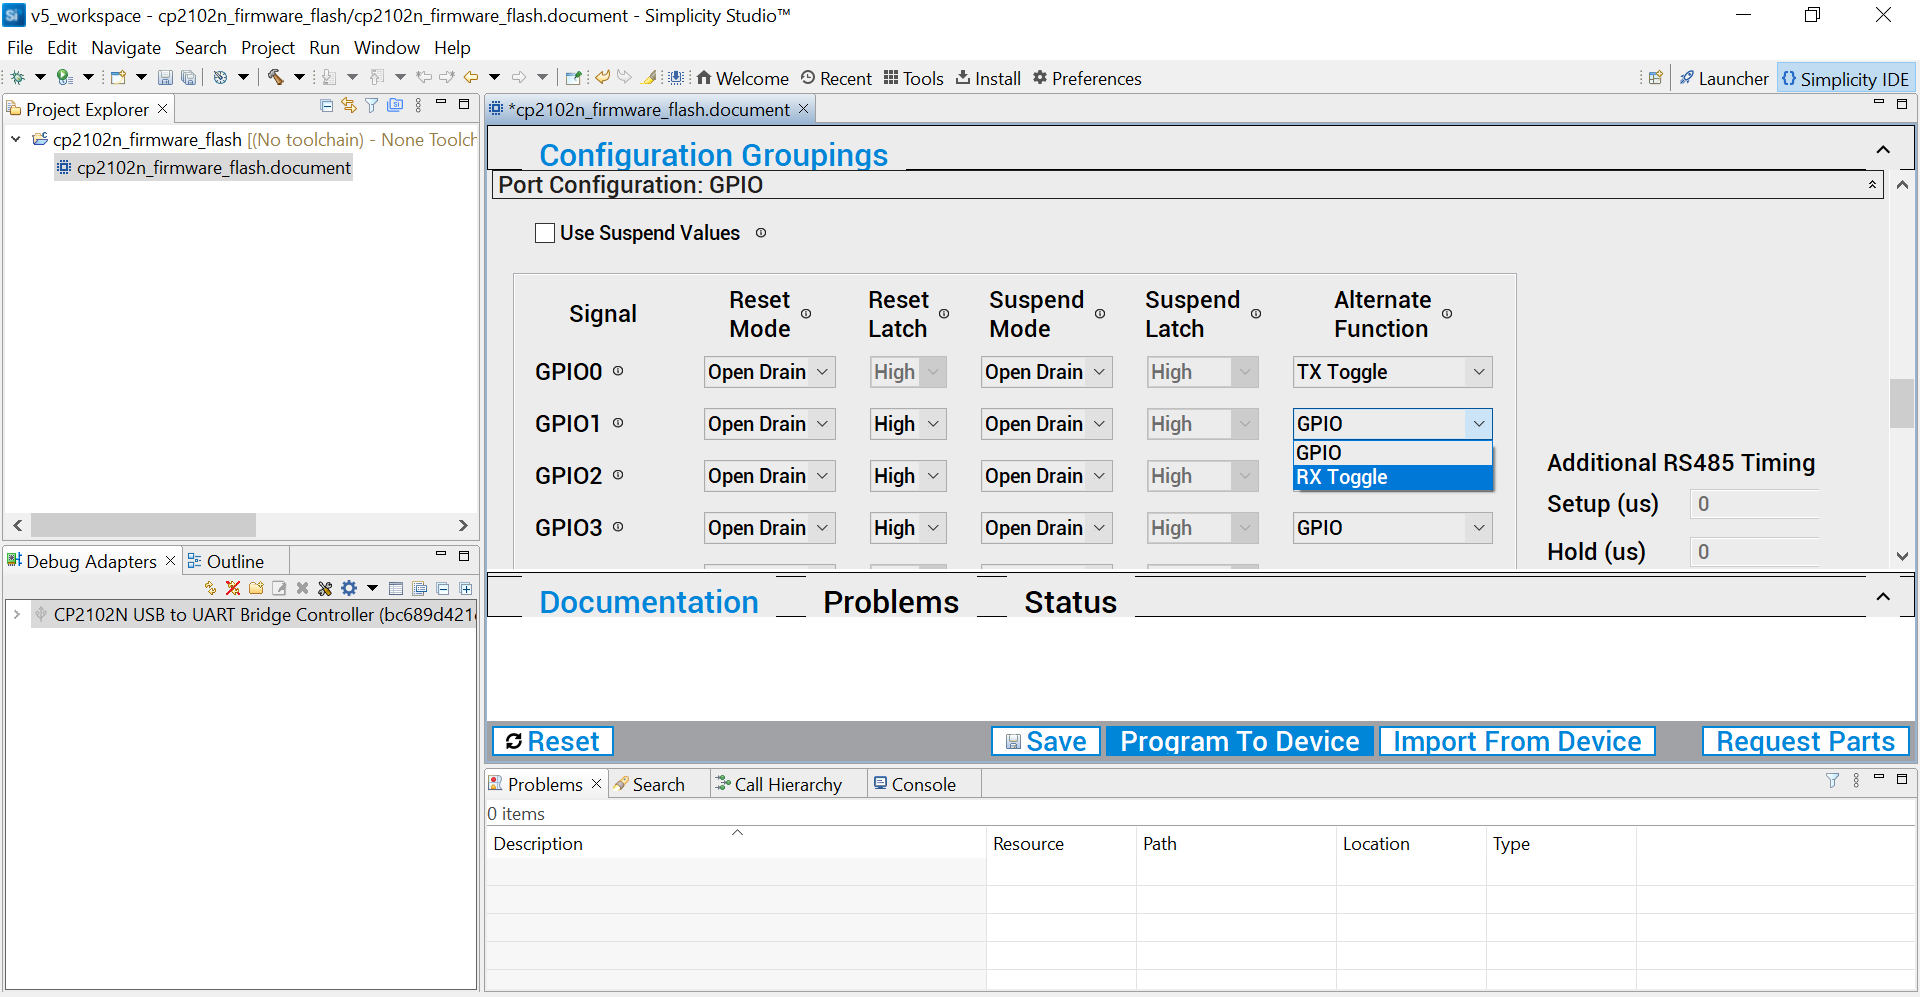 v5_workspace - cp2102n_firmware_flash/cp2102n_firmware_flash.document - Simplicity Studio™
File Edit Navigate Search Project Run Window Help
Welcome Recent Tools Install Preferences Launcher Simplicity IDE
Project Explorer
cp2102n_firmware_flash [(No toolchain) - None Toolch
cp2102n_firmware_flash.document
*cp2102n_firmware_flash.document
Configuration Groupings
Port Configuration: GPIO
Use Suspend Values
Signal Reset Mode Reset Latch Suspend Mode Suspend Latch Alternate Function
GPIO0 Open Drain High Open Drain High TX Toggle
GPIO1 Open Drain High Open Drain High GPIO
GPIO
RX Toggle
GPIO2 Open Drain High Open Drain High
GPIO3 Open Drain High Open Drain High GPIO
Additional RS485 Timing
Setup (us) 0
Hold (us) 0
Debug Adapters Outline
CP2102N USB to UART Bridge Controller (bc689d421
Documentation Problems Status
Reset Save Program To Device Import From Device Request Parts
Problems Search Call Hierarchy Console
0 items
Description Resource Path Location Type